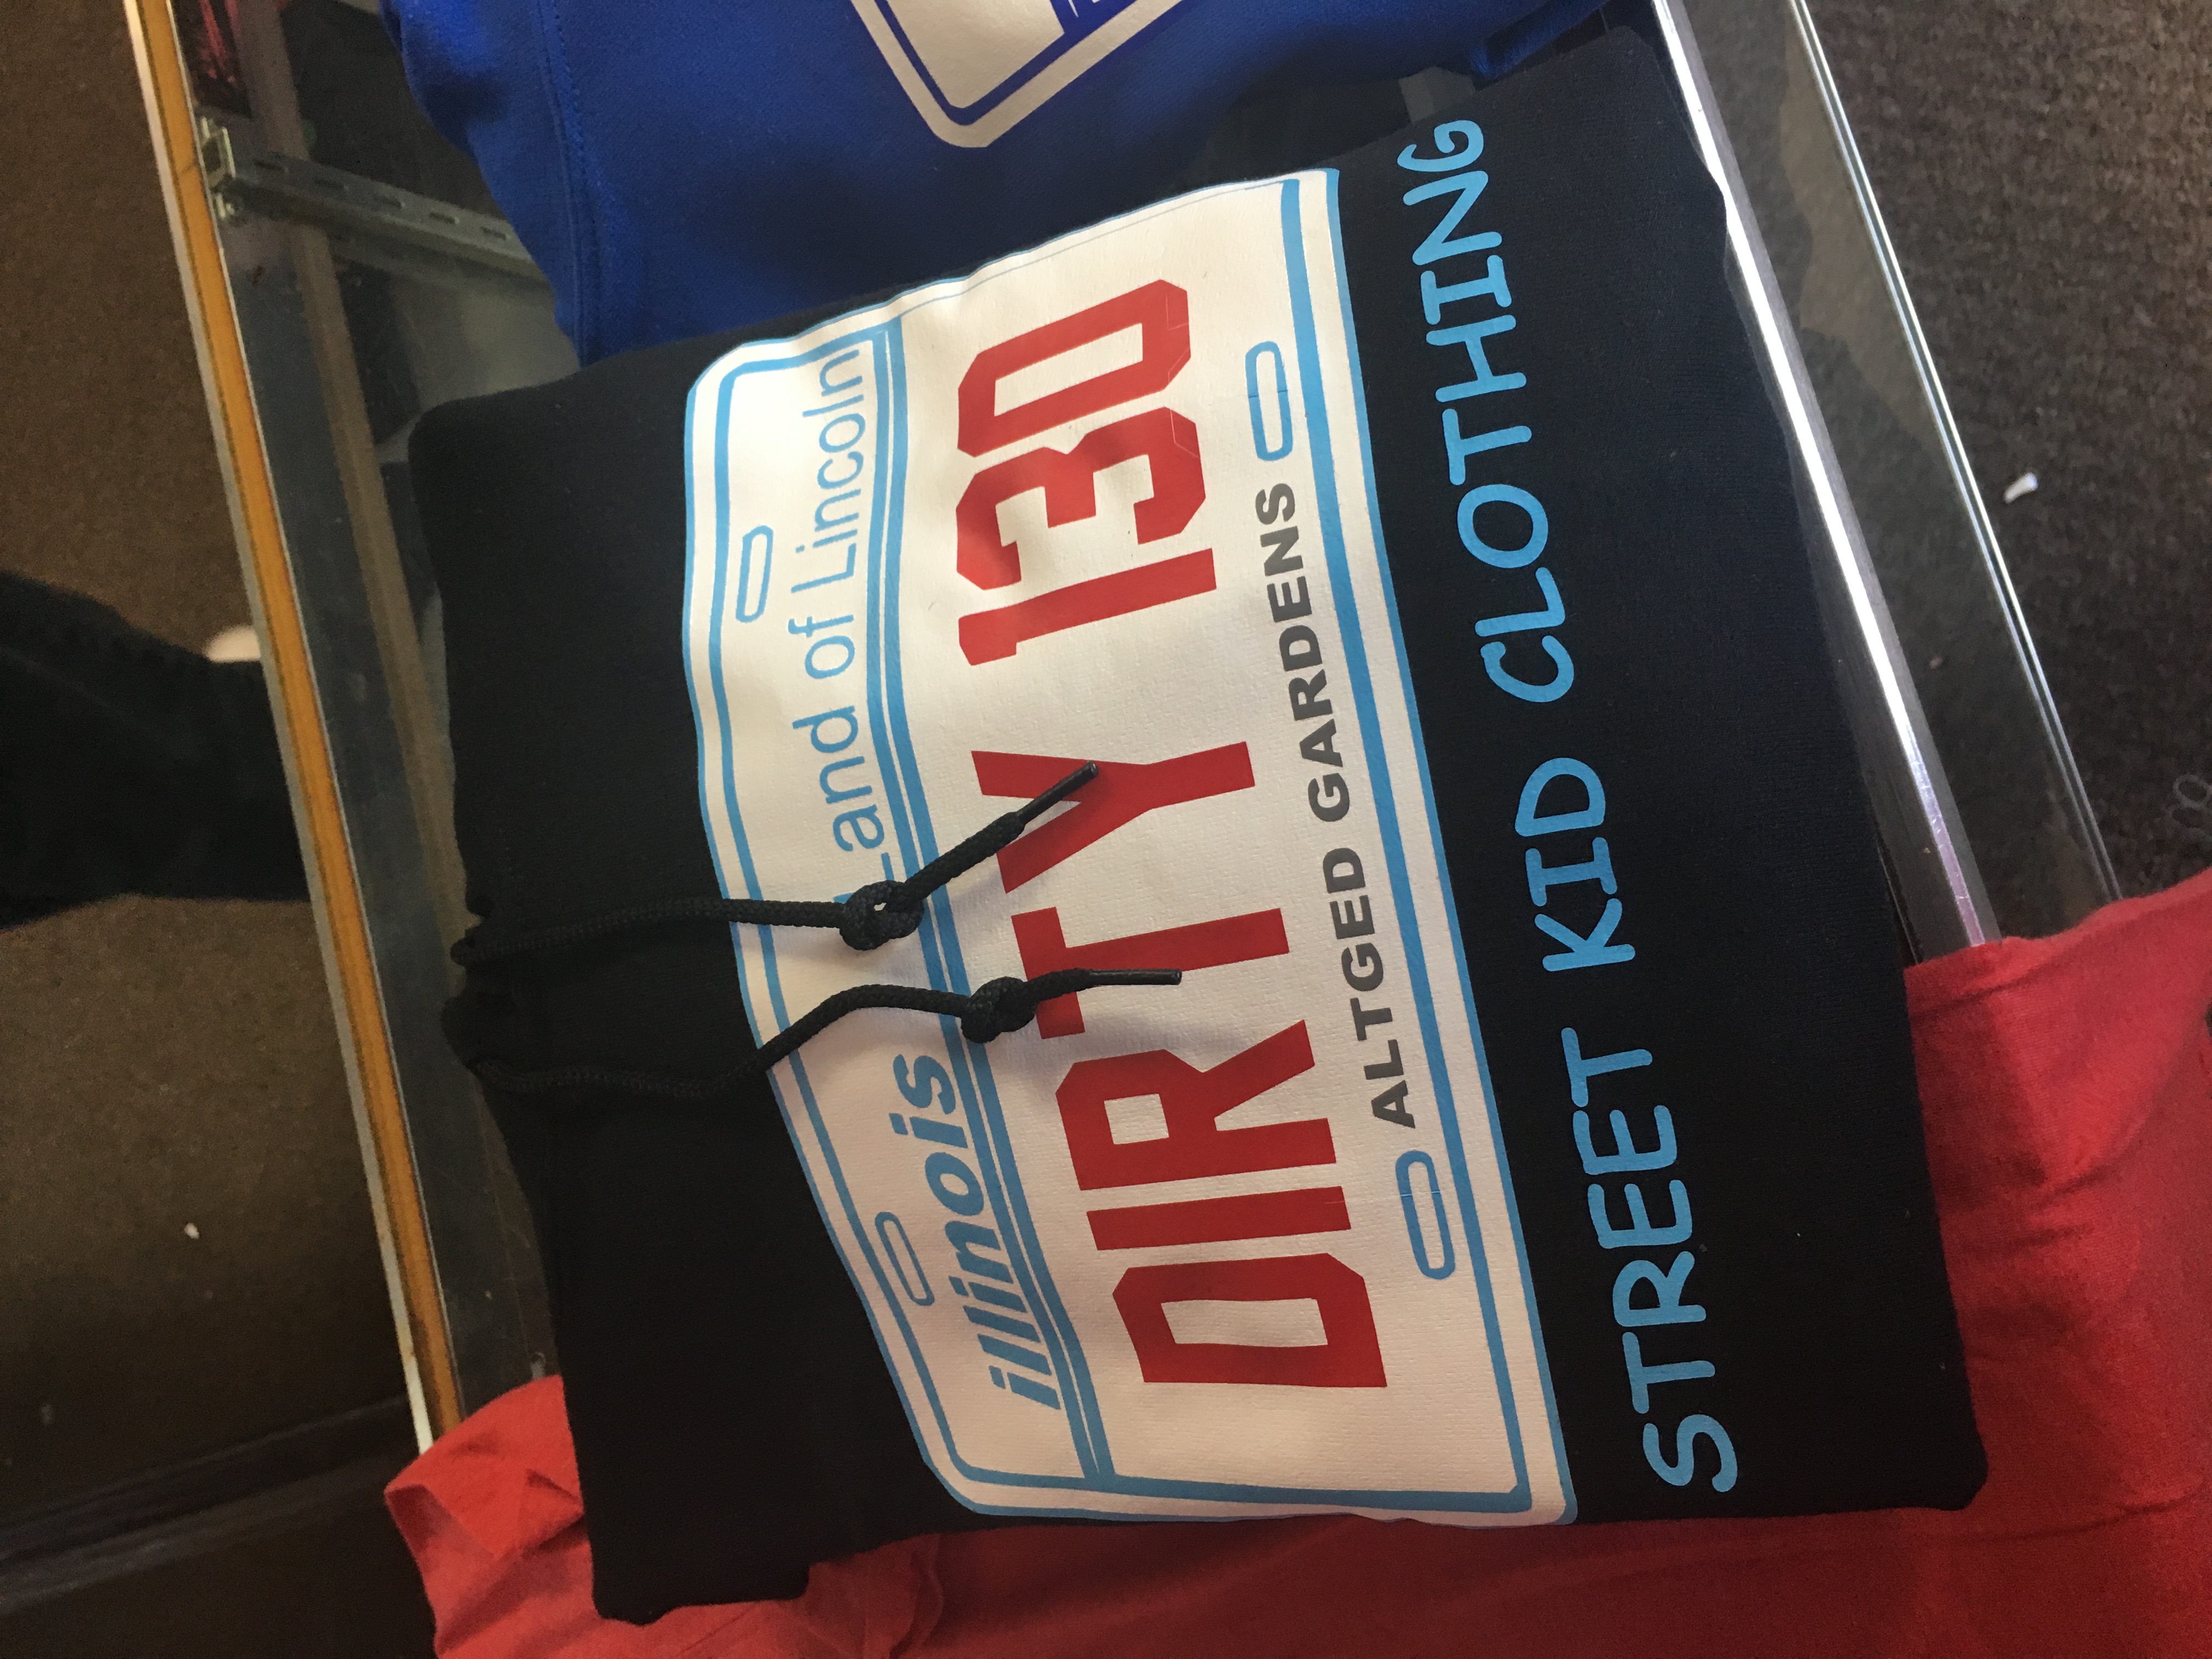 illinois Land of Lincoln
DIRTY 130
ALTGED GARDENS
STREET KID CLOTHING